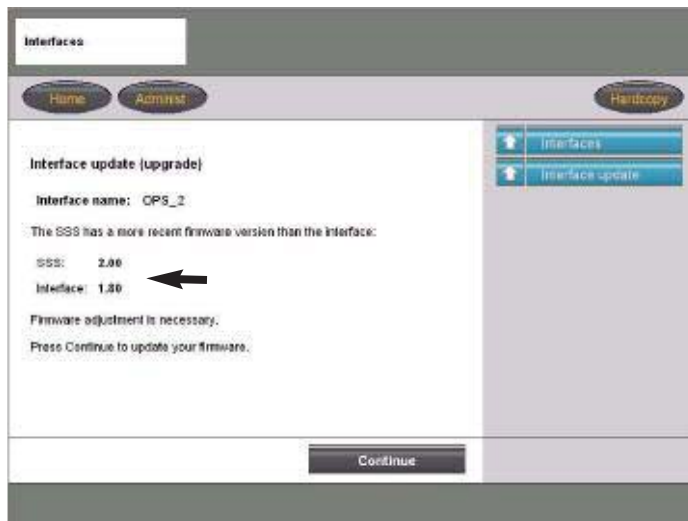 Interfaces
Home
Administ
Hardcopy
Interfaces
Interface update
Interface update (upgrade)
Interface name: OPS_2
The SSS has a more recent firmware version than the interface:
SSS: 2.00
Interface: 1.80
Firmware adjustment is necessary.
Press Continue to update your firmware.
Continue